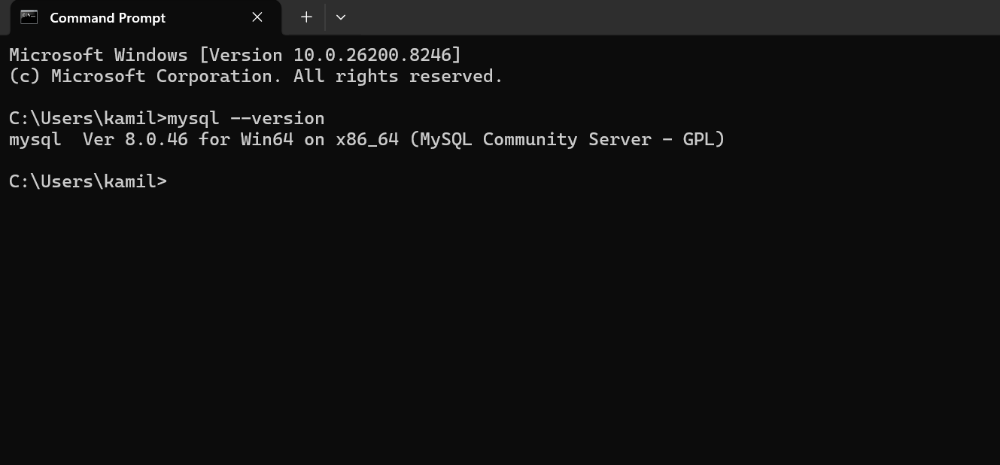 Command Prompt
Microsoft Windows [Version 10.0.26200.8246]
(c) Microsoft Corporation. All rights reserved.
C:\Users\kamil>mysql --version
mysql  Ver 8.0.46 for Win64 on x86_64 (MySQL Community Server - GPL)
C:\Users\kamil>